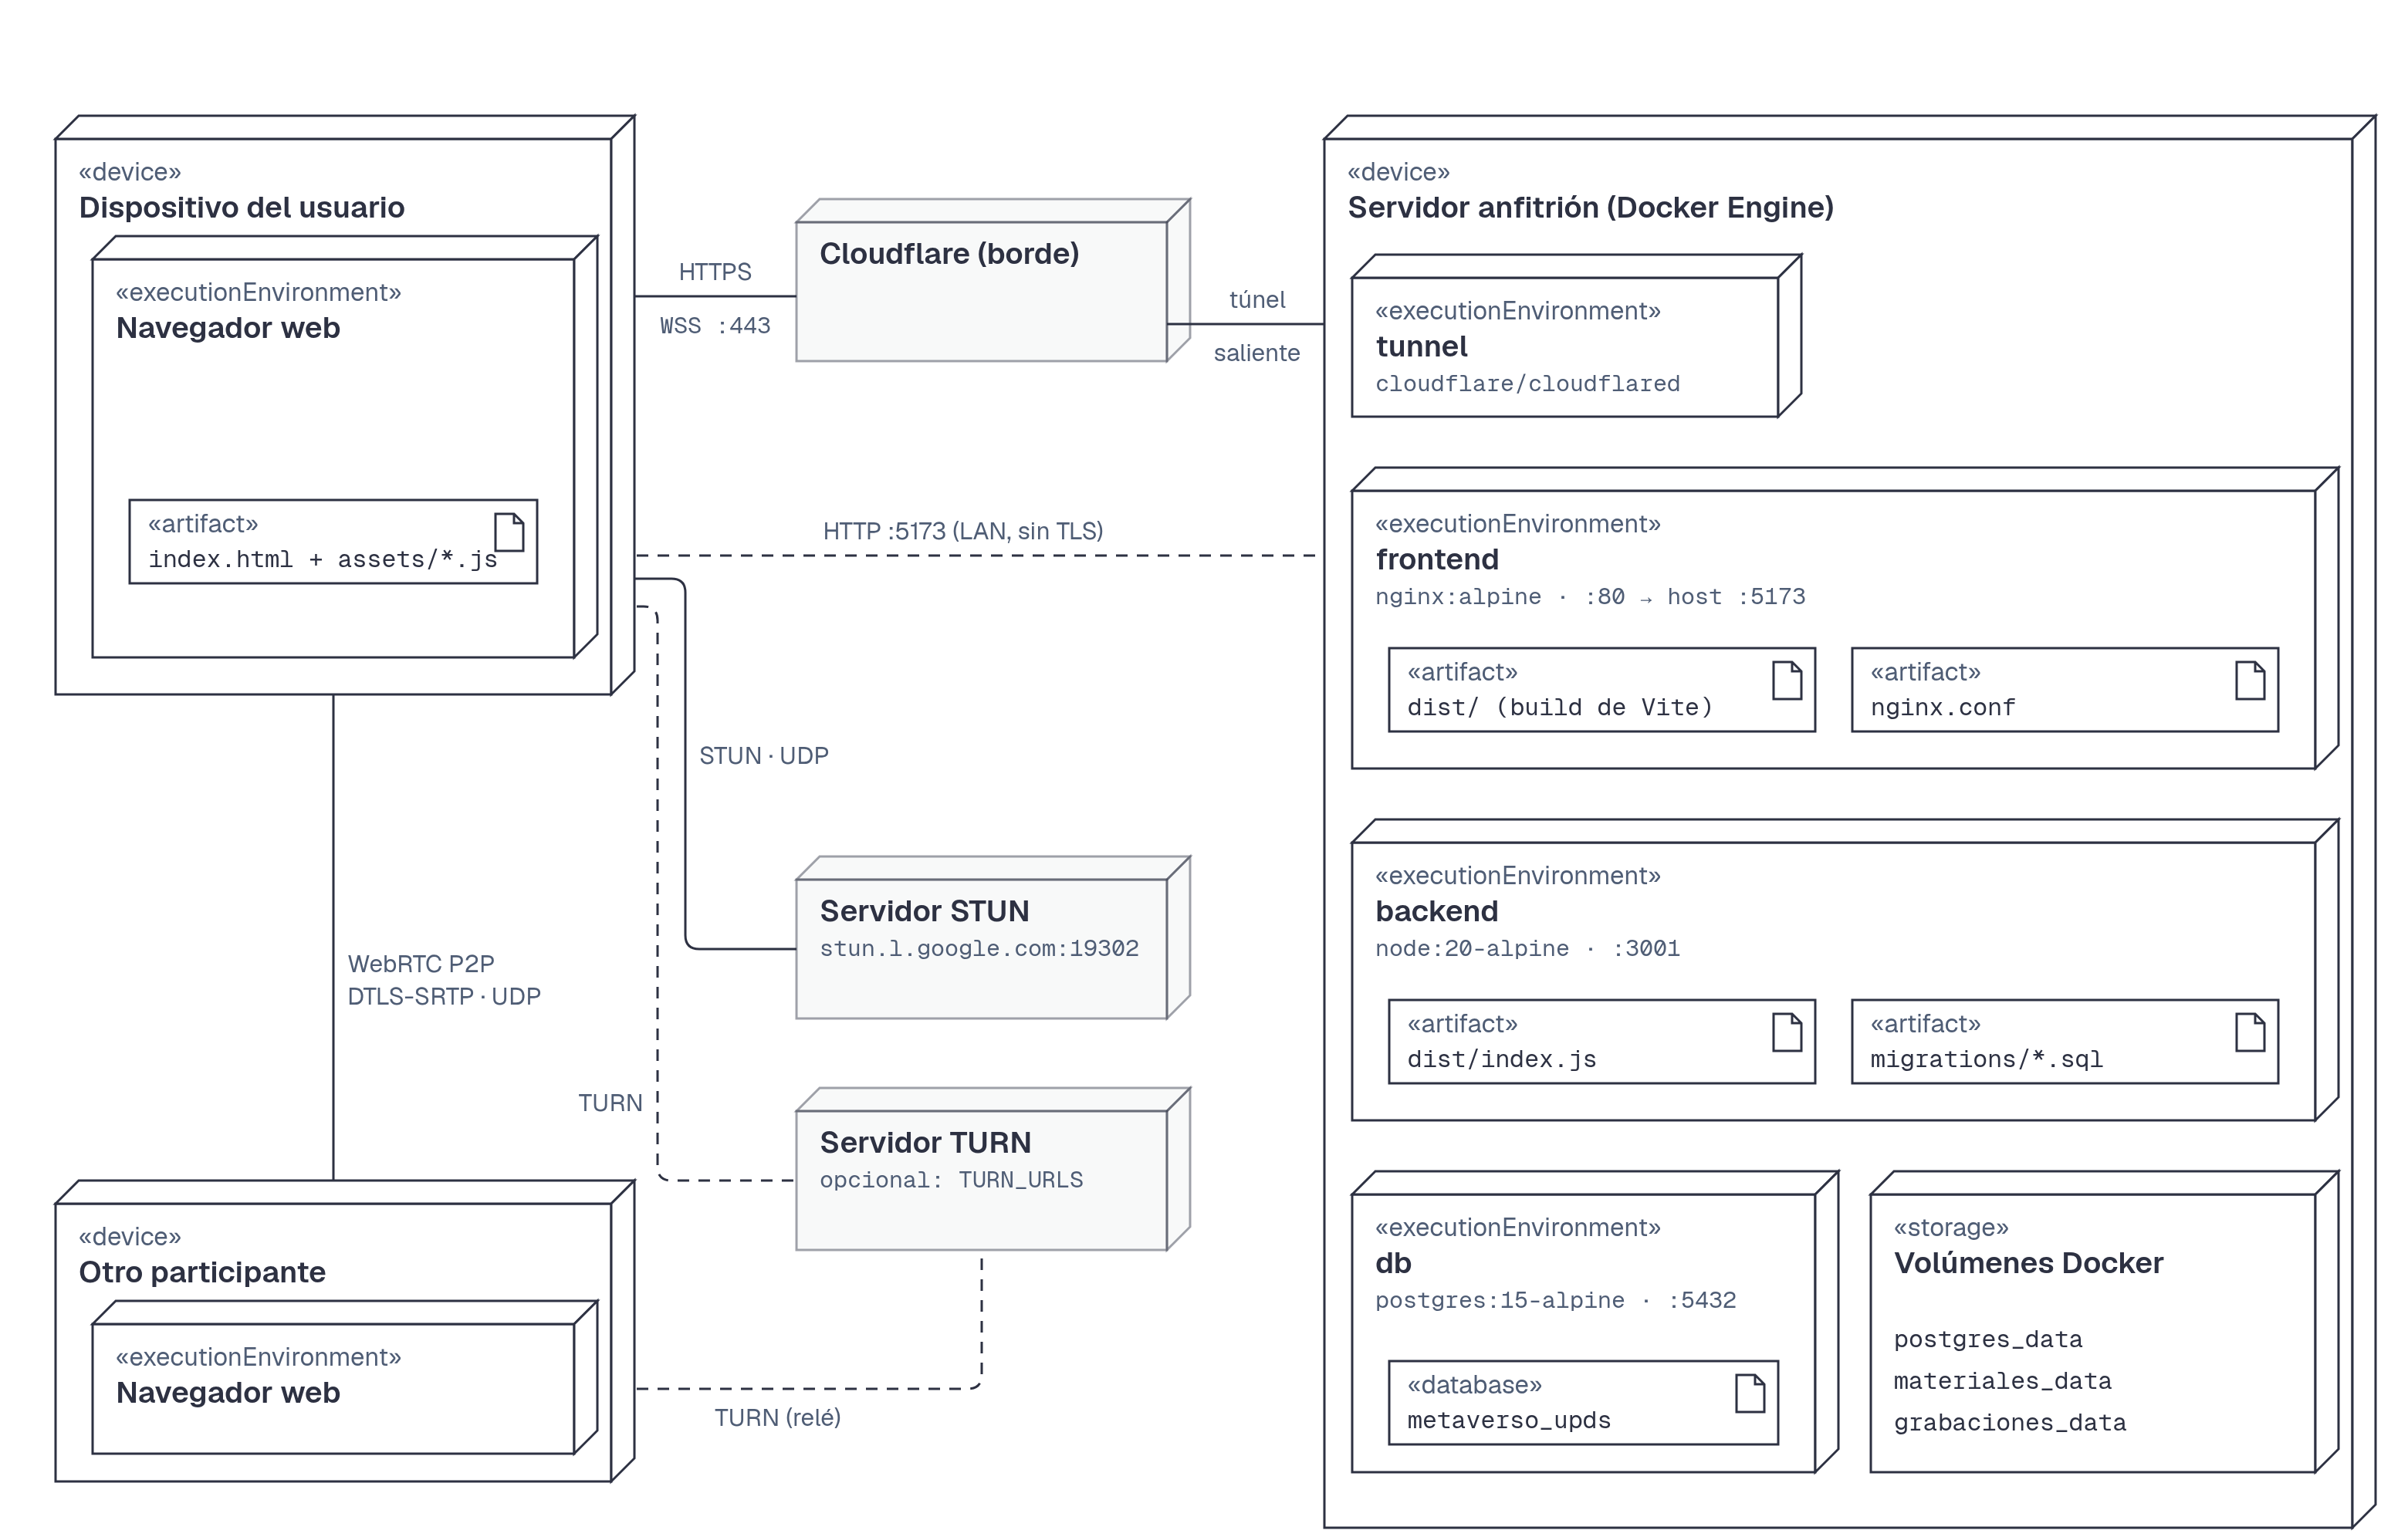 «device»
Dispositivo del usuario
«executionEnvironment»
Navegador web
«artifact»
index.html + assets/*.js
HTTPS
WSS :443
Cloudflare (borde)
túnel
saliente
HTTP :5173 (LAN, sin TLS)
STUN · UDP
Servidor STUN
stun.l.google.com:19302
WebRTC P2P
DTLS-SRTP · UDP
TURN
Servidor TURN
opcional: TURN_URLS
«device»
Otro participante
«executionEnvironment»
Navegador web
TURN (relé)
«device»
Servidor anfitrión (Docker Engine)
«executionEnvironment»
tunnel
cloudflare/cloudflared
«executionEnvironment»
frontend
nginx:alpine · :80 → host :5173
«artifact»
dist/ (build de Vite)
«artifact»
nginx.conf
«executionEnvironment»
backend
node:20-alpine · :3001
«artifact»
dist/index.js
«artifact»
migrations/*.sql
«executionEnvironment»
db
postgres:15-alpine · :5432
«database»
metaverso_upds
«storage»
Volúmenes Docker
postgres_data
materiales_data
grabaciones_data